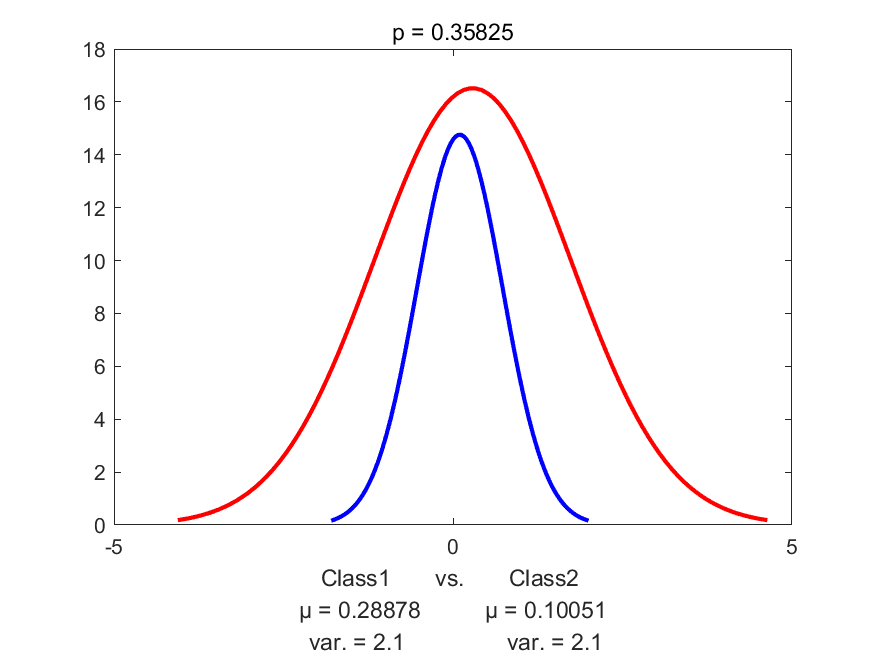 p = 0.35825
18
16
14
12
10
8
6
4
2
0
-5 0 5
Class1 vs. Class2
μ = 0.28878 μ = 0.10051
var. = 2.1 var. = 2.1